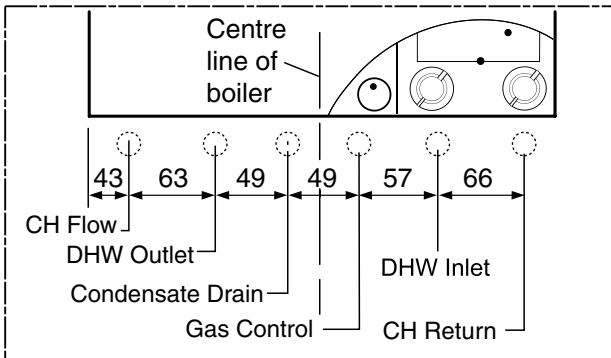 Centre
line of
boiler
43 63 49 49 57 66
CH Flow
DHW Outlet
DHW Inlet
Condensate Drain
Gas Control
CH Return